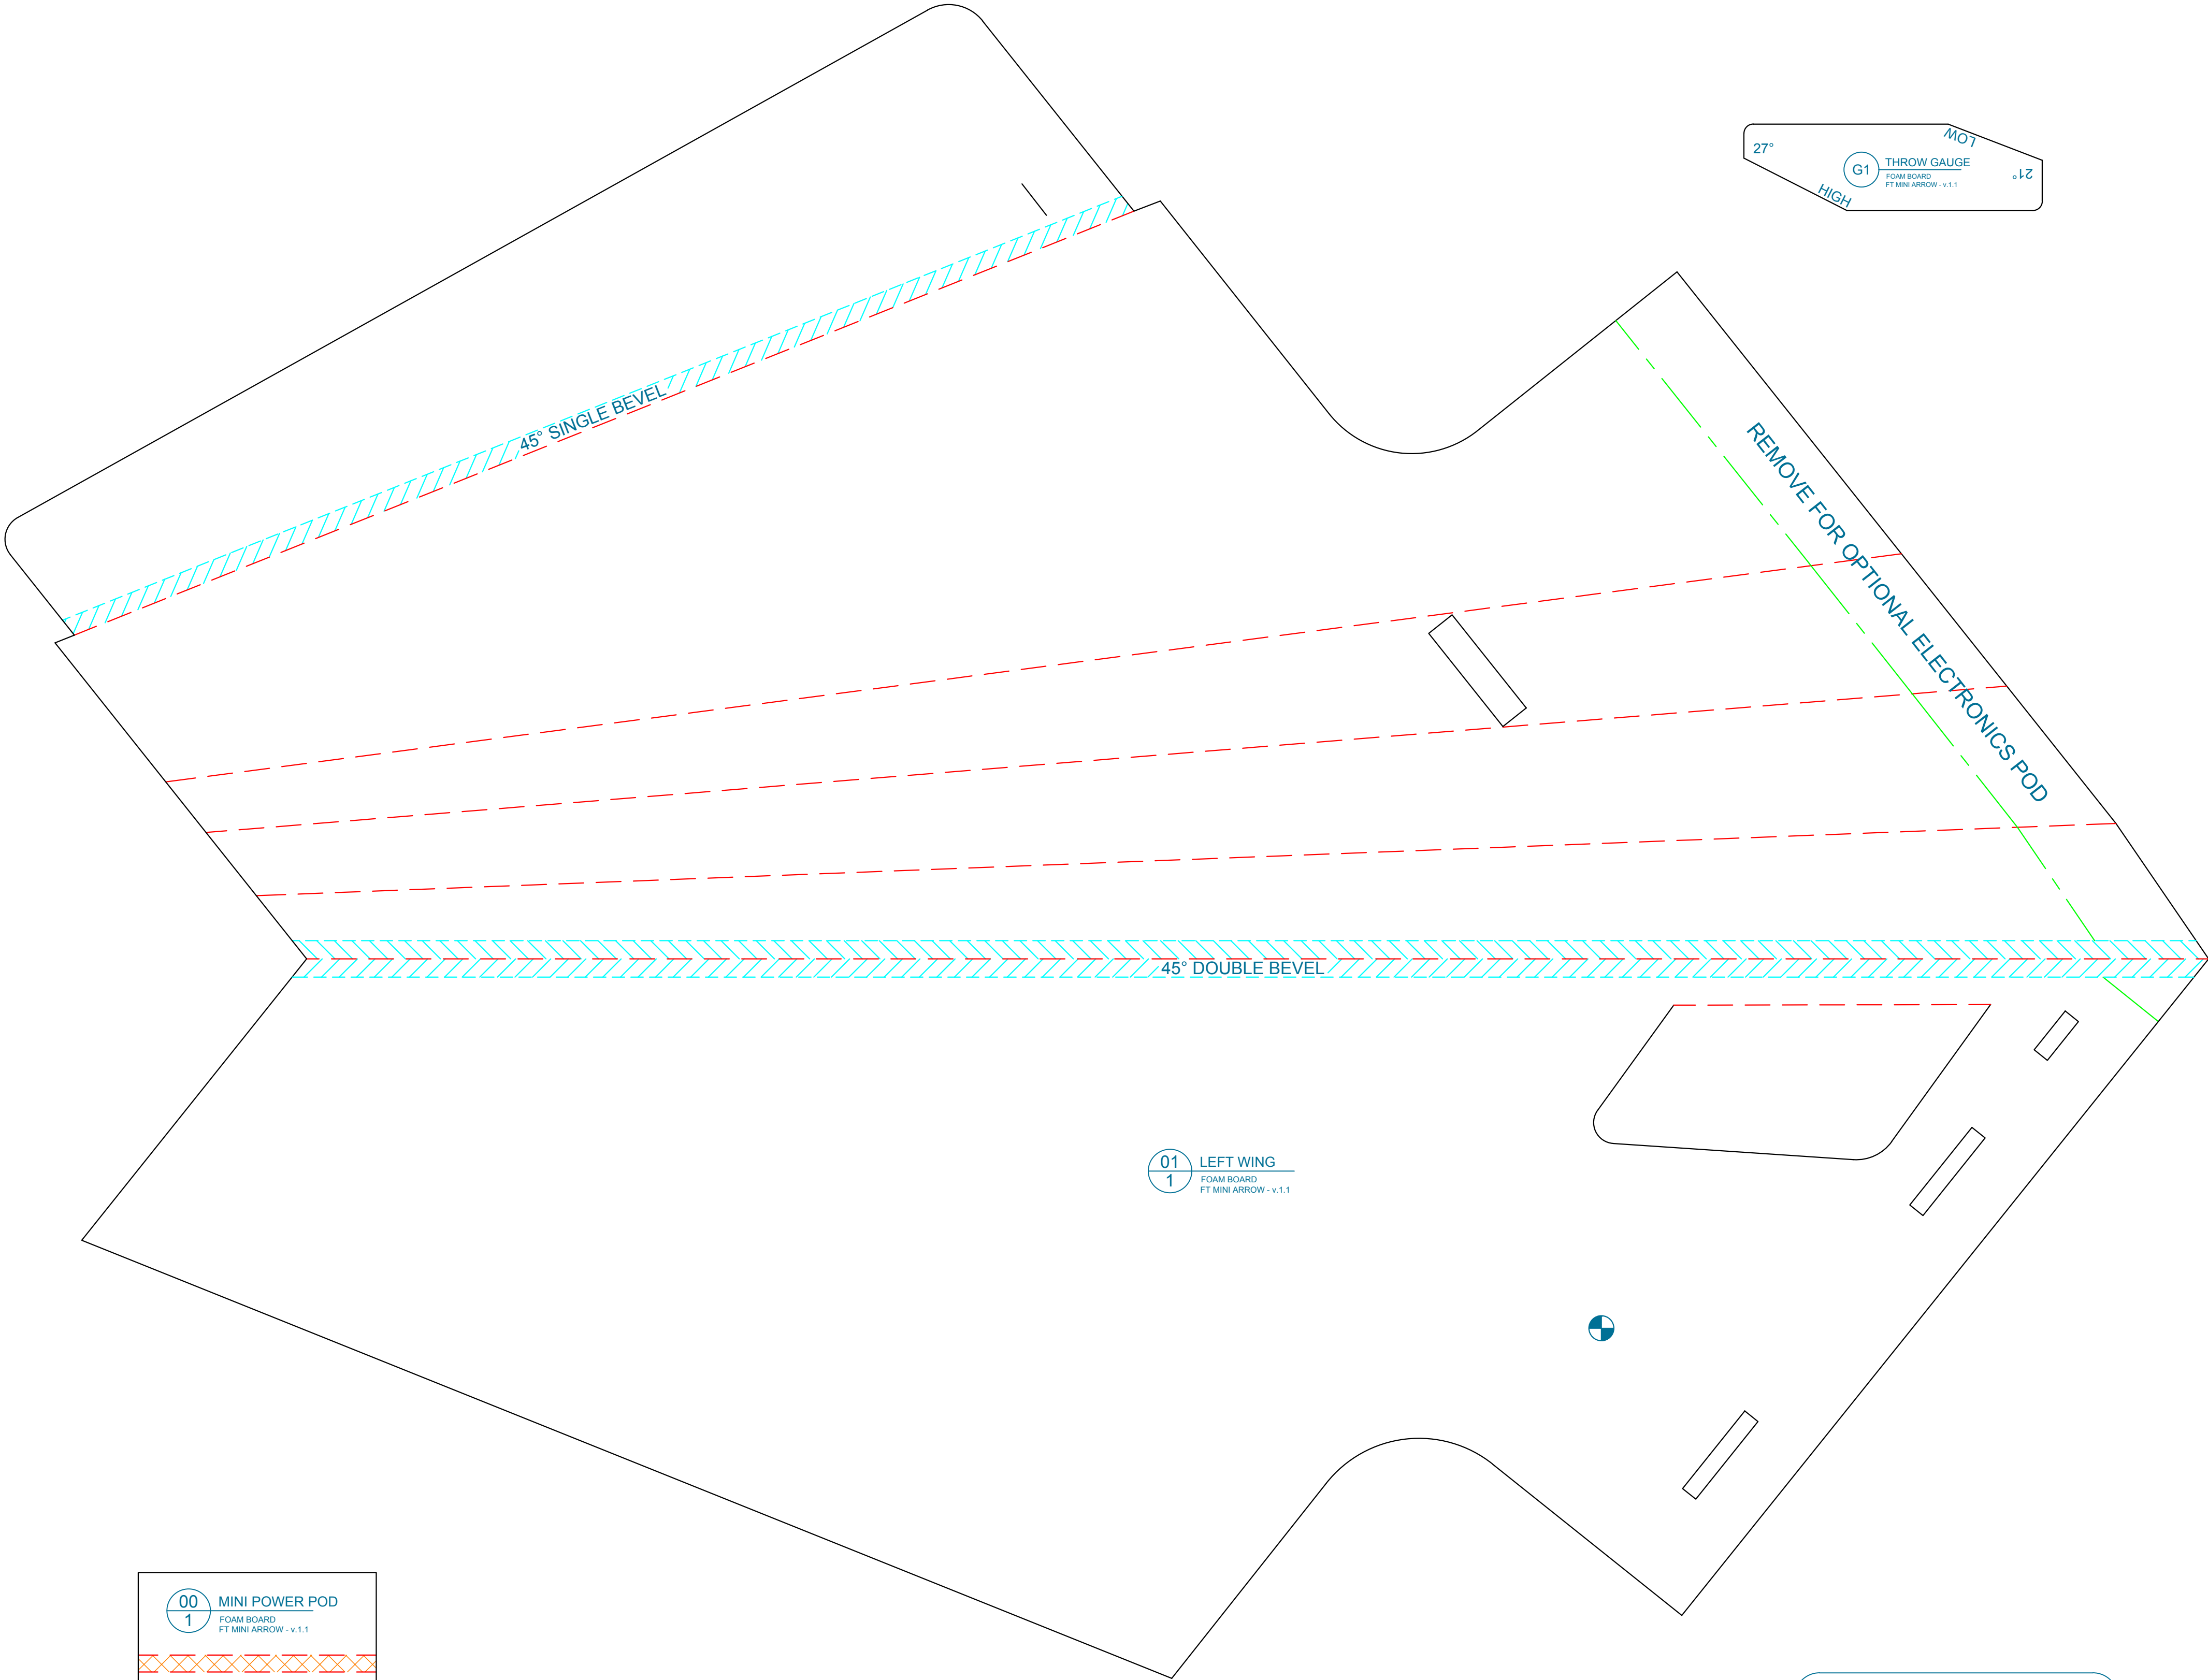 27°
LOW
G1
THROW GAUGE
FOAM BOARD
FT MINI ARROW - v.1.1
21°
HIGH
45° SINGLE BEVEL
REMOVE FOR OPTIONAL ELECTRONICS POD
45° DOUBLE BEVEL
01
1
LEFT WING
FOAM BOARD
FT MINI ARROW - v.1.1
00
1
MINI POWER POD
FOAM BOARD
FT MINI ARROW - v.1.1